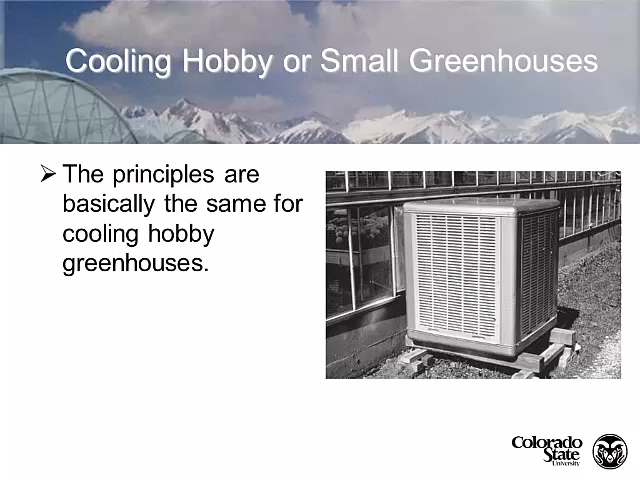 Cooling Hobby or Small Greenhouses
The principles are
basically the same for
cooling hobby
greenhouses.
Colorado
State
University